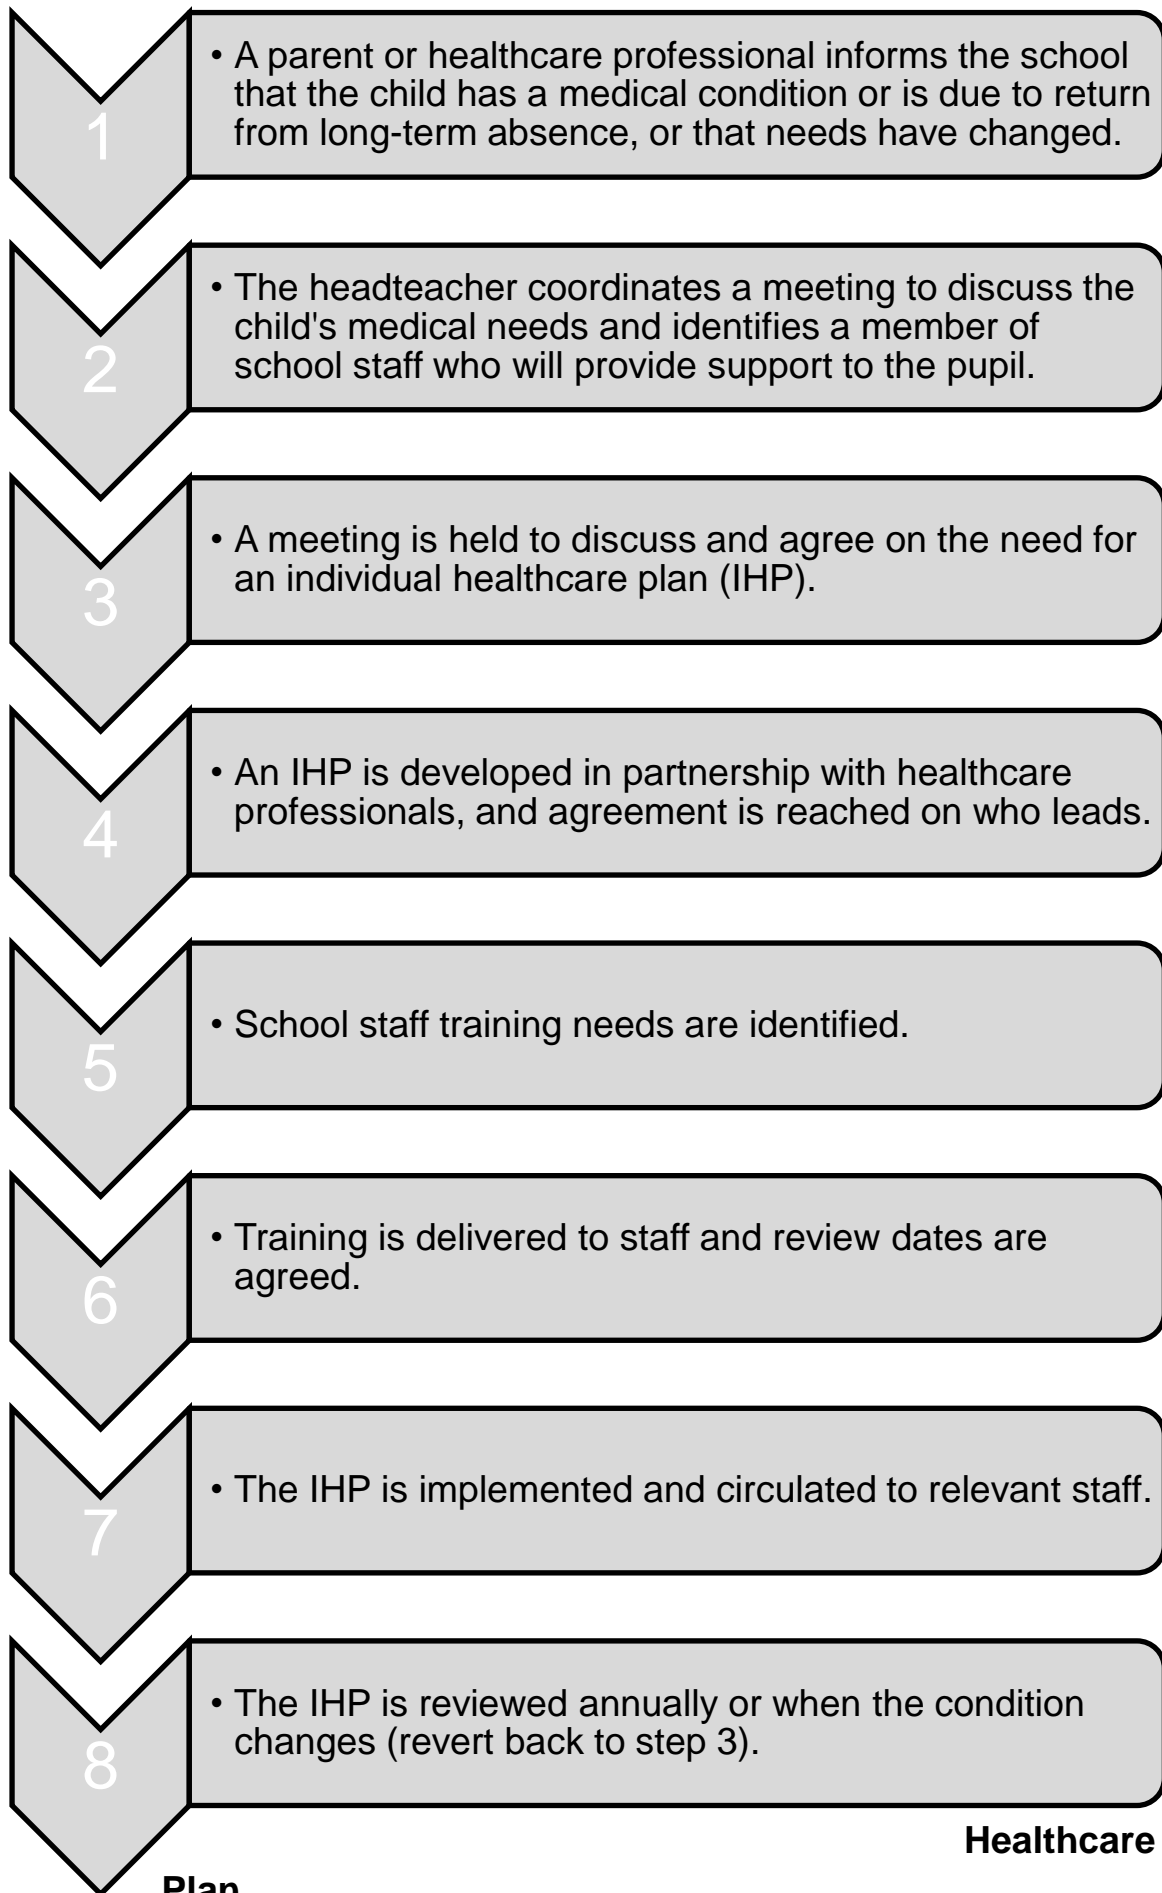 1
• A parent or healthcare professional informs the school
that the child has a medical condition or is due to return
from long-term absence, or that needs have changed.
2
• The headteacher coordinates a meeting to discuss the
child's medical needs and identifies a member of
school staff who will provide support to the pupil.
3
• A meeting is held to discuss and agree on the need for
an individual healthcare plan (IHP).
4
• An IHP is developed in partnership with healthcare
professionals, and agreement is reached on who leads.
5
• School staff training needs are identified.
6
• Training is delivered to staff and review dates are
agreed.
7
• The IHP is implemented and circulated to relevant staff.
8
• The IHP is reviewed annually or when the condition
changes (revert back to step 3).
Healthcare
Plan